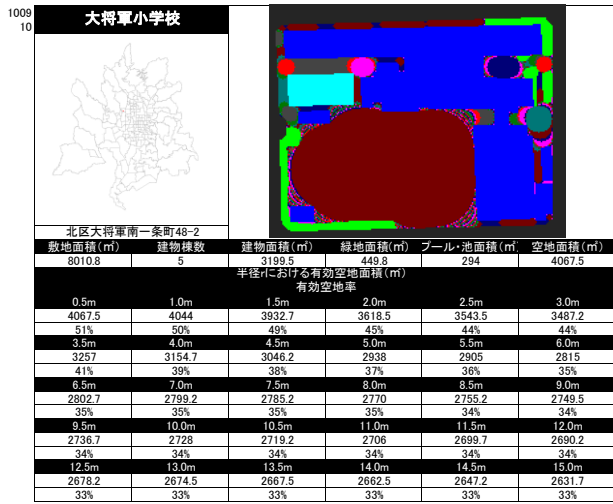 1009
10
大将軍小学校
北区大将軍南一条町48-2
敷地面積(㎡) 建物棟数 建物面積(㎡) 緑地面積(㎡) プール・池面積(㎡) 空地面積(㎡)
8010.8 5 3199.5 449.8 294 4067.5
半径rにおける有効空地面積(㎡)
有効空地率
0.5m 1.0m 1.5m 2.0m 2.5m 3.0m
4067.5 4044 3932.7 3618.5 3543.5 3487.2
51% 50% 49% 45% 44% 44%
3.5m 4.0m 4.5m 5.0m 5.5m 6.0m
3257 3154.7 3046.2 2938 2905 2815
41% 39% 38% 37% 36% 35%
6.5m 7.0m 7.5m 8.0m 8.5m 9.0m
2802.7 2799.2 2785.2 2770 2755.2 2749.5
35% 35% 35% 35% 34% 34%
9.5m 10.0m 10.5m 11.0m 11.5m 12.0m
2736.7 2728 2719.2 2706 2699.7 2690.2
34% 34% 34% 34% 34% 34%
12.5m 13.0m 13.5m 14.0m 14.5m 15.0m
2678.2 2674.5 2667.5 2662.5 2647.2 2631.7
33% 33% 33% 33% 33% 33%